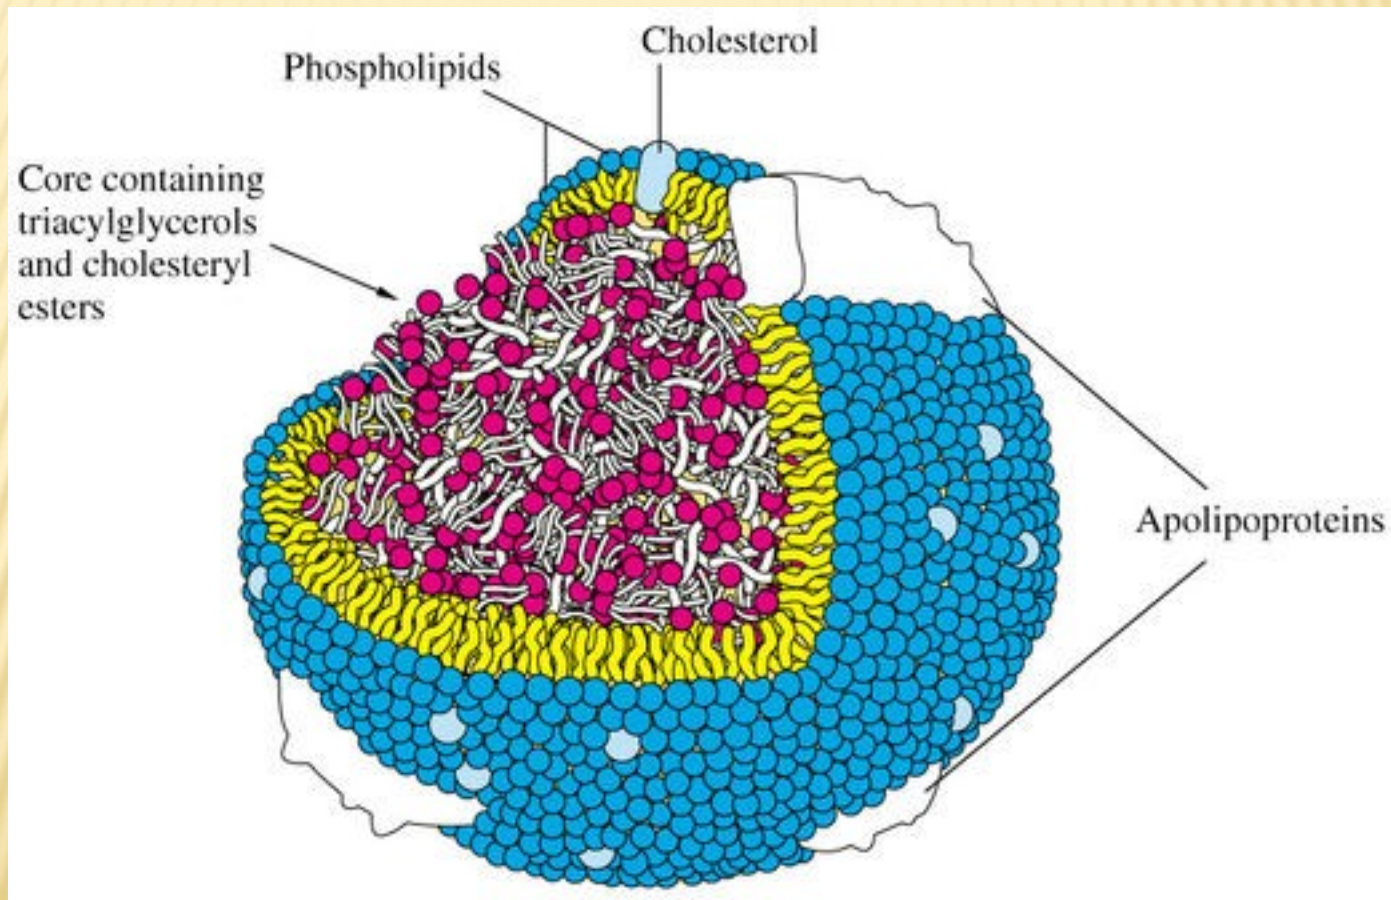 Cholesterol
Phospholipids
Core containing
triacylglycerols
and cholesteryl
esters
Apolipoproteins